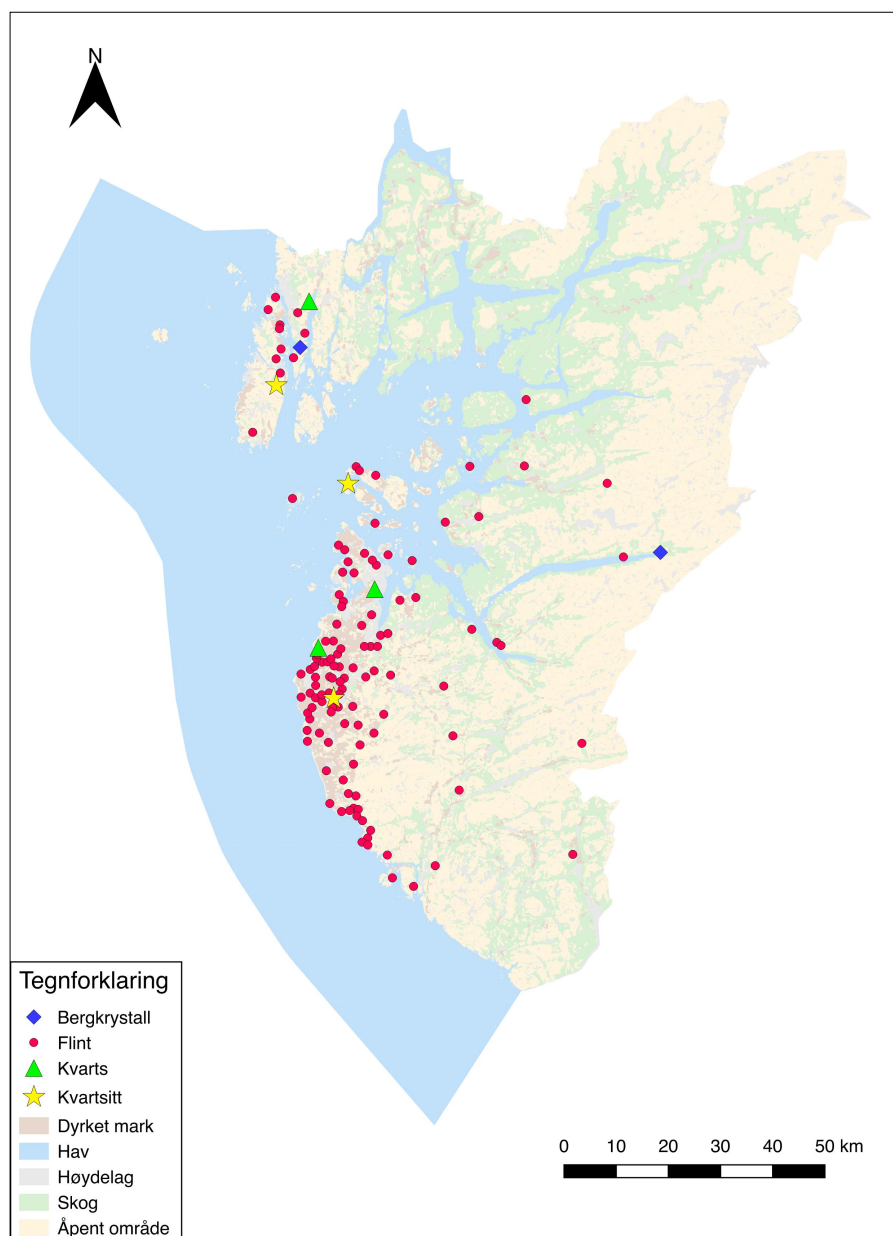 N
Tegnforklaring
Bergkrystall
Flint
Kvarts
Kvartsitt
Dyrket mark
Hav
Høydelag
Skog
Åpent område
0 10 20 30 40 50 km